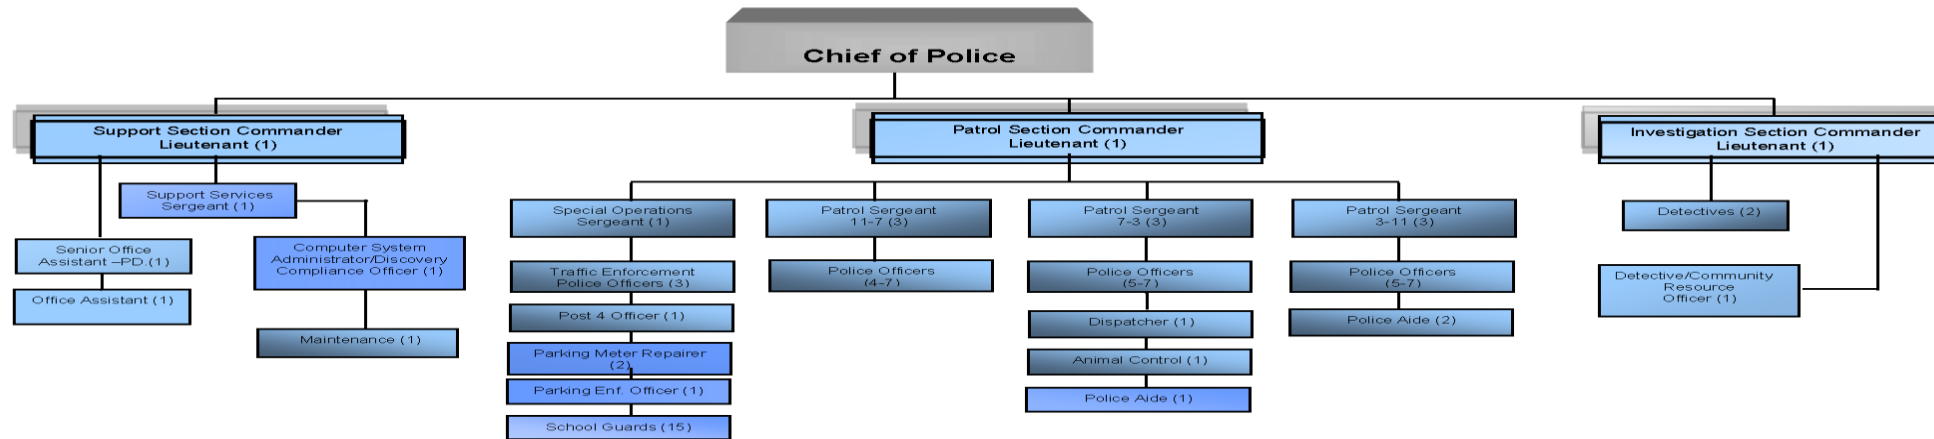 Chief of Police
Support Section Commander
Lieutenant (1)
Patrol Section Commander
Lieutenant (1)
Investigation Section Commander
Lieutenant (1)
Support Services
Sergeant (1)
Senior Office
Assistant –PD.(1)
Office Assistant (1)
Computer System
Administrator/Discovery
Compliance Officer (1)
Maintenance (1)
Special Operations
Sergeant (1)
Traffic Enforcement
Police Officers (3)
Post 4 Officer (1)
Parking Meter Repairer
(2)
Parking Enf. Officer (1)
School Guards (15)
Patrol Sergeant
11-7 (3)
Police Officers
(4-7)
Patrol Sergeant
7-3 (3)
Police Officers
(5-7)
Dispatcher (1)
Animal Control (1)
Police Aide (1)
Patrol Sergeant
3-11 (3)
Police Officers
(5-7)
Police Aide (2)
Detectives (2)
Detective/Community
Resource
Officer (1)